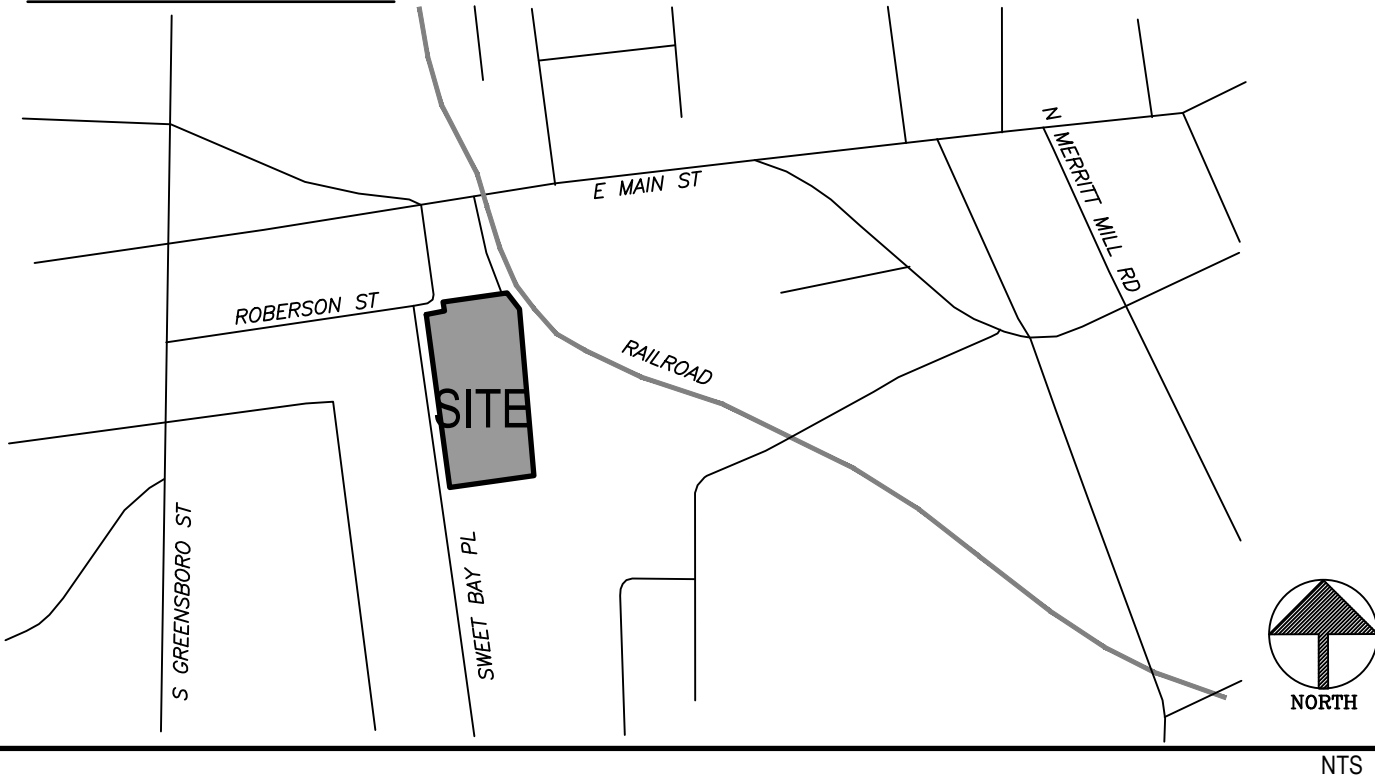 N MERRITT MILL RD
E MAIN ST
ROBERSON ST
RAILROAD
SITE
S GREENSBORO ST
SWEET BAY PL
NORTH
NTS